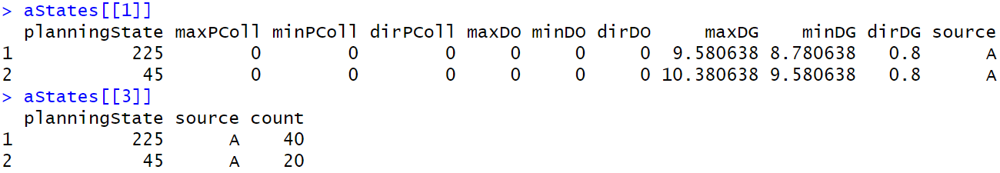 > aStates[[1]]
  planningState maxPColl minPColl dirPColl maxDO minDO dirDO     maxDG    minDG dirDG source
1           225        0        0        0     0     0     0  9.580638 8.780638   0.8      A
2            45        0        0        0     0     0     0 10.380638 9.580638   0.8      A
> aStates[[3]]
  planningState source count
1           225      A    40
2            45      A    20